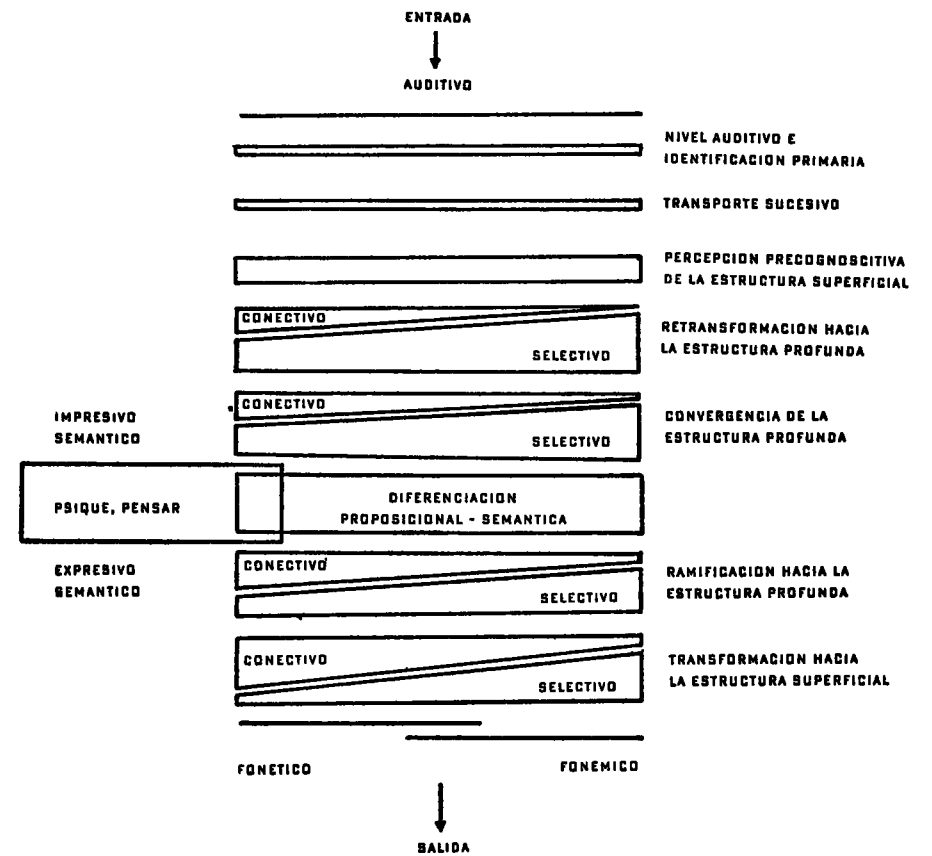 ENTRADA
AUDITIVO
NIVEL AUDITIVO E
IDENTIFICACION PRIMARIA
TRANSPORTE SUCESIVO
PERCEPCION PRECOGNOSCITIVA
DE LA ESTRUCTURA SUPERFICIAL
CONECTIVO
SELECTIVO
RETRANSFORMACION HACIA
LA ESTRUCTURA PROFUNDA
IMPRESIVO
SEMANTICO
CONECTIVO
SELECTIVO
CONVERGENCIA DE LA
ESTRUCTURA PROFUNDA
PSIQUE, PENSAR
DIFERENCIACION
PROPOSICIONAL - SEMANTICA
EXPRESIVO
SEMANTICO
CONECTIVO
SELECTIVO
RAMIFICACION HACIA LA
ESTRUCTURA PROFUNDA
CONECTIVO
SELECTIVO
TRANSFORMACION HACIA
LA ESTRUCTURA SUPERFICIAL
FONETICO
FONEMICO
SALIDA